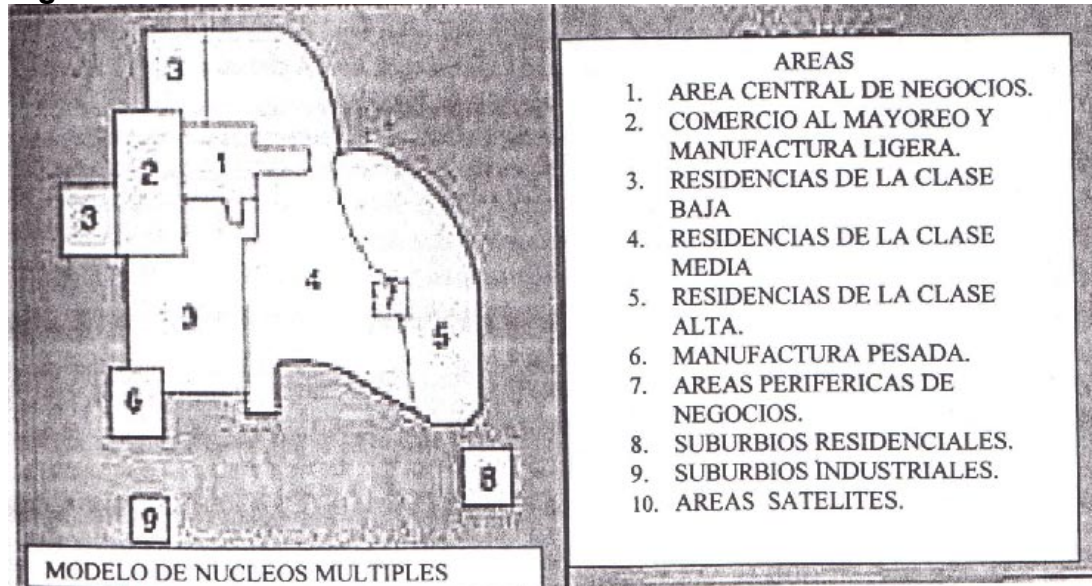 3
1
2
3
4
7
3
5
6
8
9
MODELO DE NUCLEOS MULTIPLES
AREAS
1. AREA CENTRAL DE NEGOCIOS.
2. COMERCIO AL MAYOREO Y
MANUFACTURA LIGERA.
3. RESIDENCIAS DE LA CLASE
BAJA
4. RESIDENCIAS DE LA CLASE
MEDIA
5. RESIDENCIAS DE LA CLASE
ALTA.
6. MANUFACTURA PESADA.
7. AREAS PERIFERICAS DE
NEGOCIOS.
8. SUBURBIOS RESIDENCIALES.
9. SUBURBIOS INDUSTRIALES.
10. AREAS SATELITES.